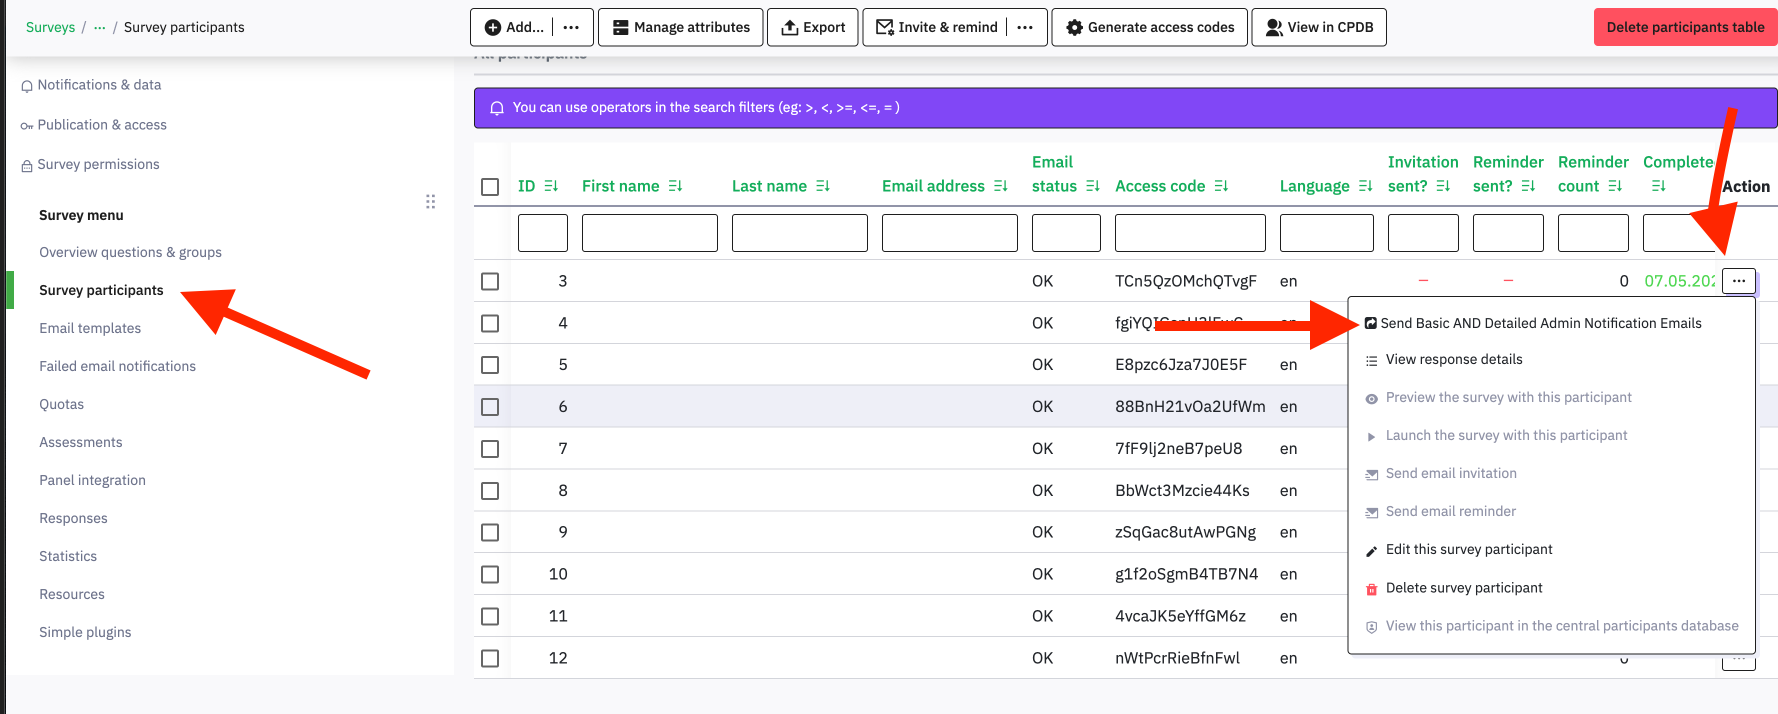 Surveys / ··· / Survey participants
Add... ···
Manage attributes
Export
Invite & remind ···
Generate access codes
View in CPDB
Delete participants table
Notifications & data
Publication & access
Survey permissions
Survey menu
Overview questions & groups
Survey participants
Email templates
Failed email notifications
Quotas
Assessments
Panel integration
Responses
Statistics
Resources
Simple plugins
All participants
You can use operators in the search filters (eg: >, <, >=, <=, = )
ID First name Last name Email address Email status Access code Language Invitation sent? Reminder sent? Reminder count Complete Action
3 OK TCn5QzOMchQTvgF en – – 0 07.05.202 ···
4 OK
5 OK E8pzc6Jza7J0E5F en
6 OK 88BnH21vOa2UfWm en
7 OK 7fF9lj2neB7peU8 en
8 OK BbWct3Mzcie44Ks en
9 OK zSqGac8utAwPGNg en
10 OK g1f2oSgmB4TB7N4 en
11 OK 4vcaJK5eYffGM6z en
12 OK nWtPcrRieBfnFwl en 0 ···
Send Basic AND Detailed Admin Notification Emails
View response details
Preview the survey with this participant
Launch the survey with this participant
Send email invitation
Send email reminder
Edit this survey participant
Delete survey participant
View this participant in the central participants database